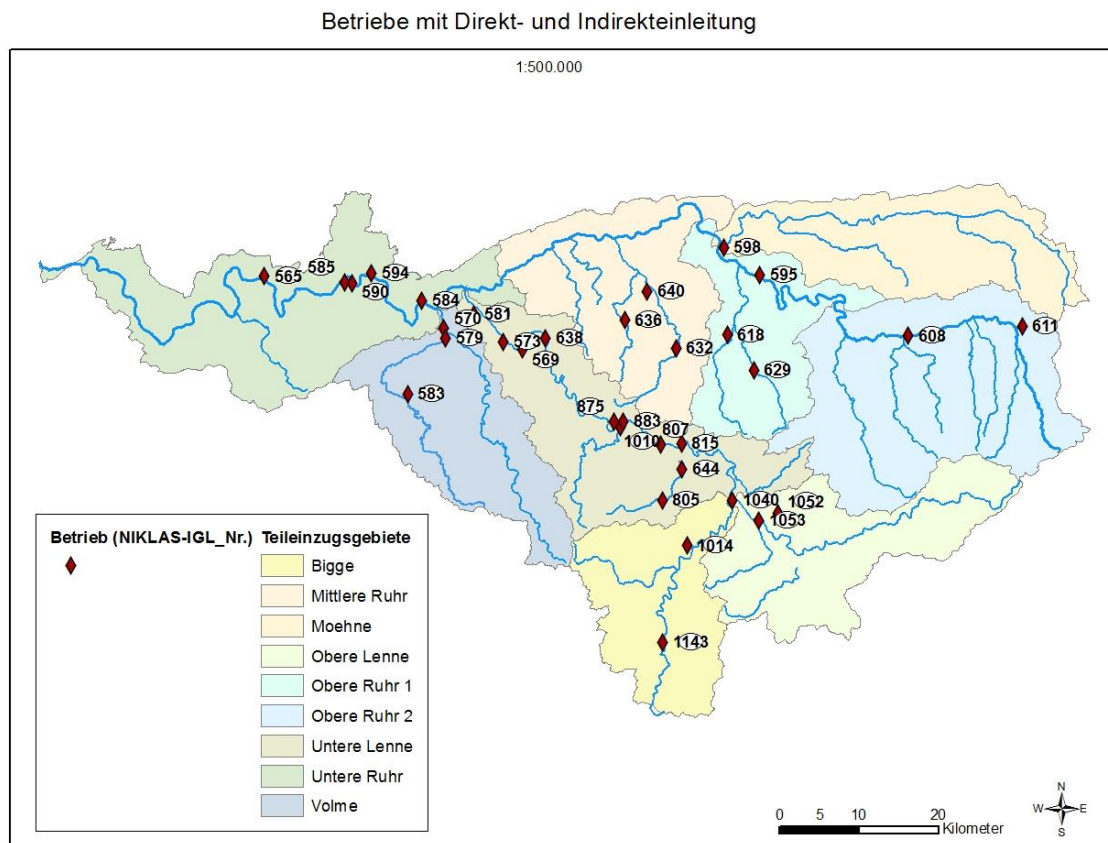 Betriebe mit Direkt- und Indirekteinleitung
1:500.000
598
595
585
594
565
590
640
584
581
570
636
611
579
573
638
618
608
569
632
629
583
875
883
807
1010
815
644
805
1040
1052
1053
1014
1143
Betrieb (NIKLAS-IGL_Nr.) Teileinzugsgebiete
Bigge
Mittlere Ruhr
Moehne
Obere Lenne
Obere Ruhr 1
Obere Ruhr 2
Untere Lenne
Untere Ruhr
Volme
N
W E
S
0 5 10 20
Kilometer